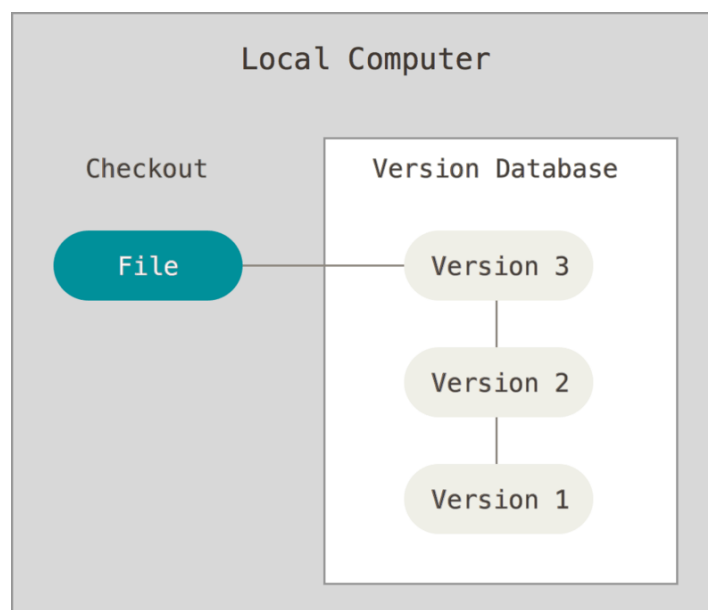 Local Computer
Checkout
Version Database
File
Version 3
Version 2
Version 1